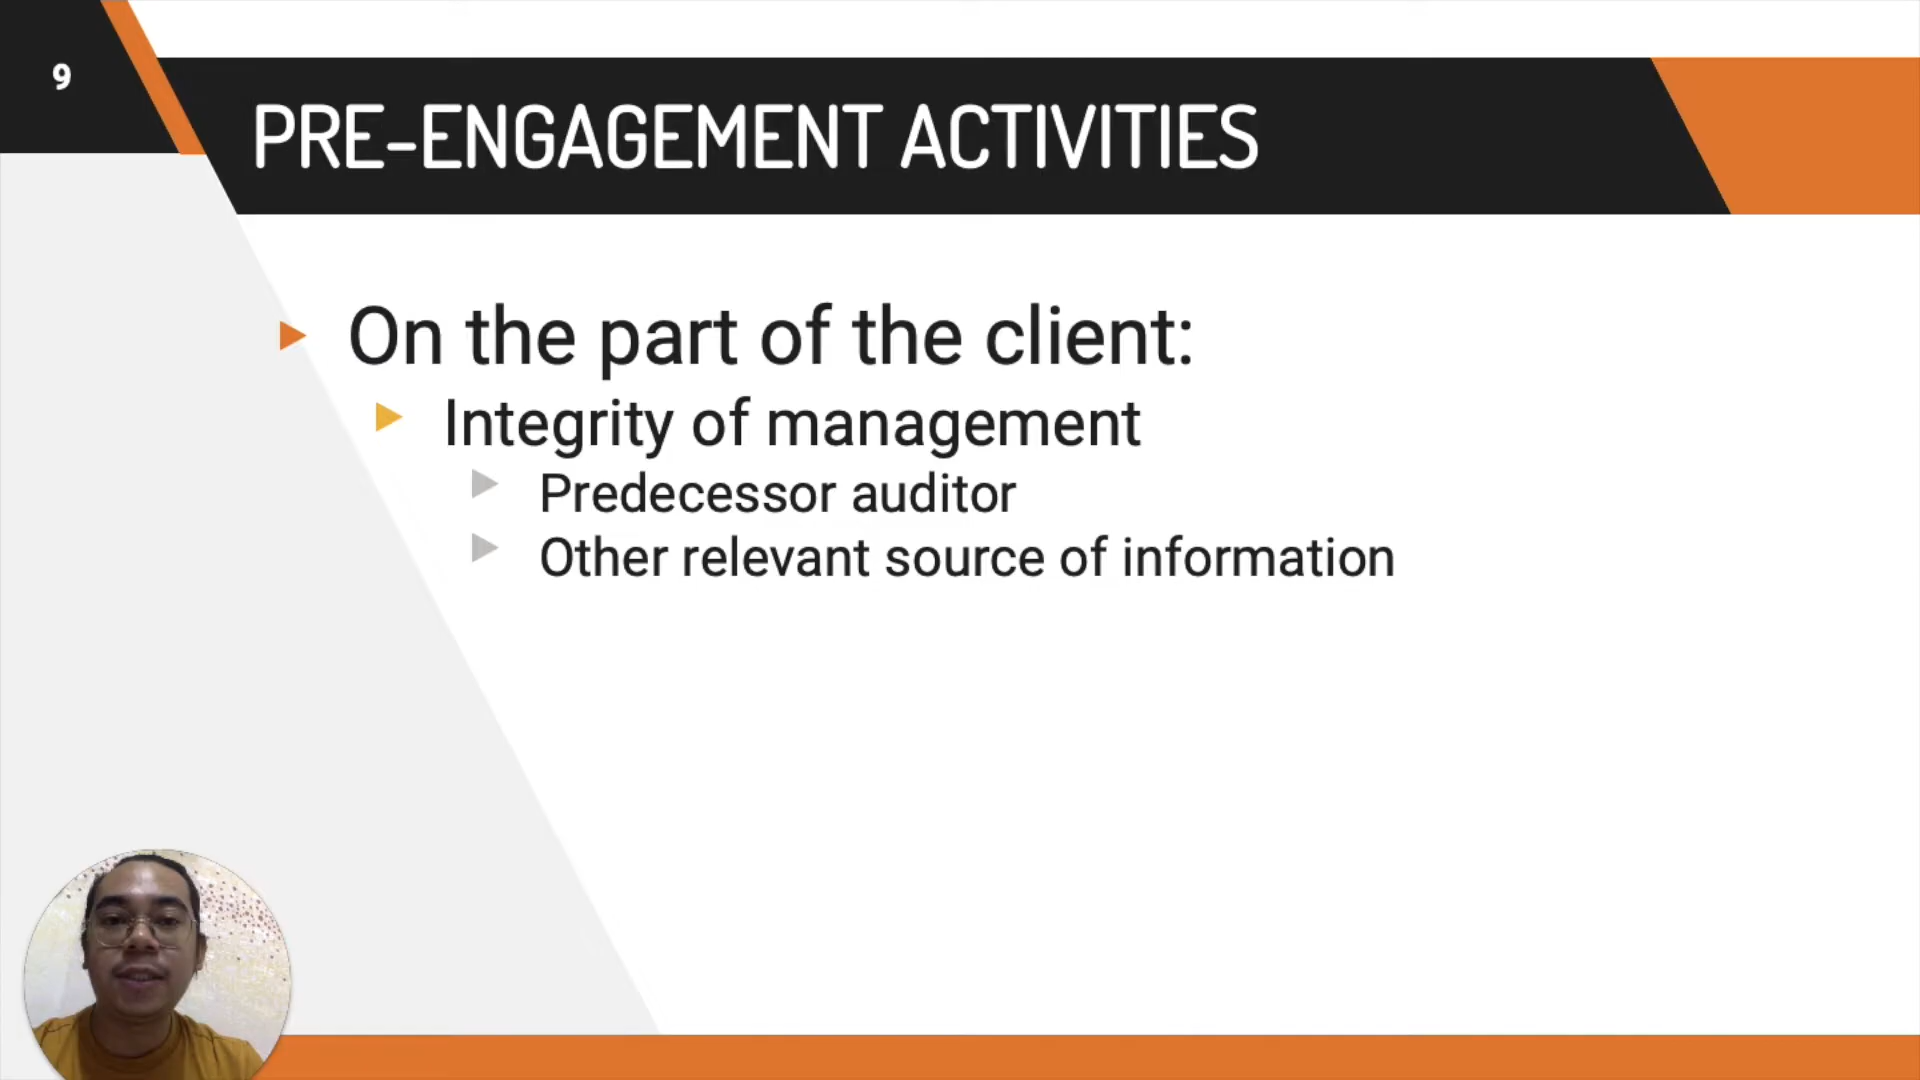 9
PRE-ENGAGEMENT ACTIVITIES
On the part of the client:
Integrity of management
Predecessor auditor
Other relevant source of information